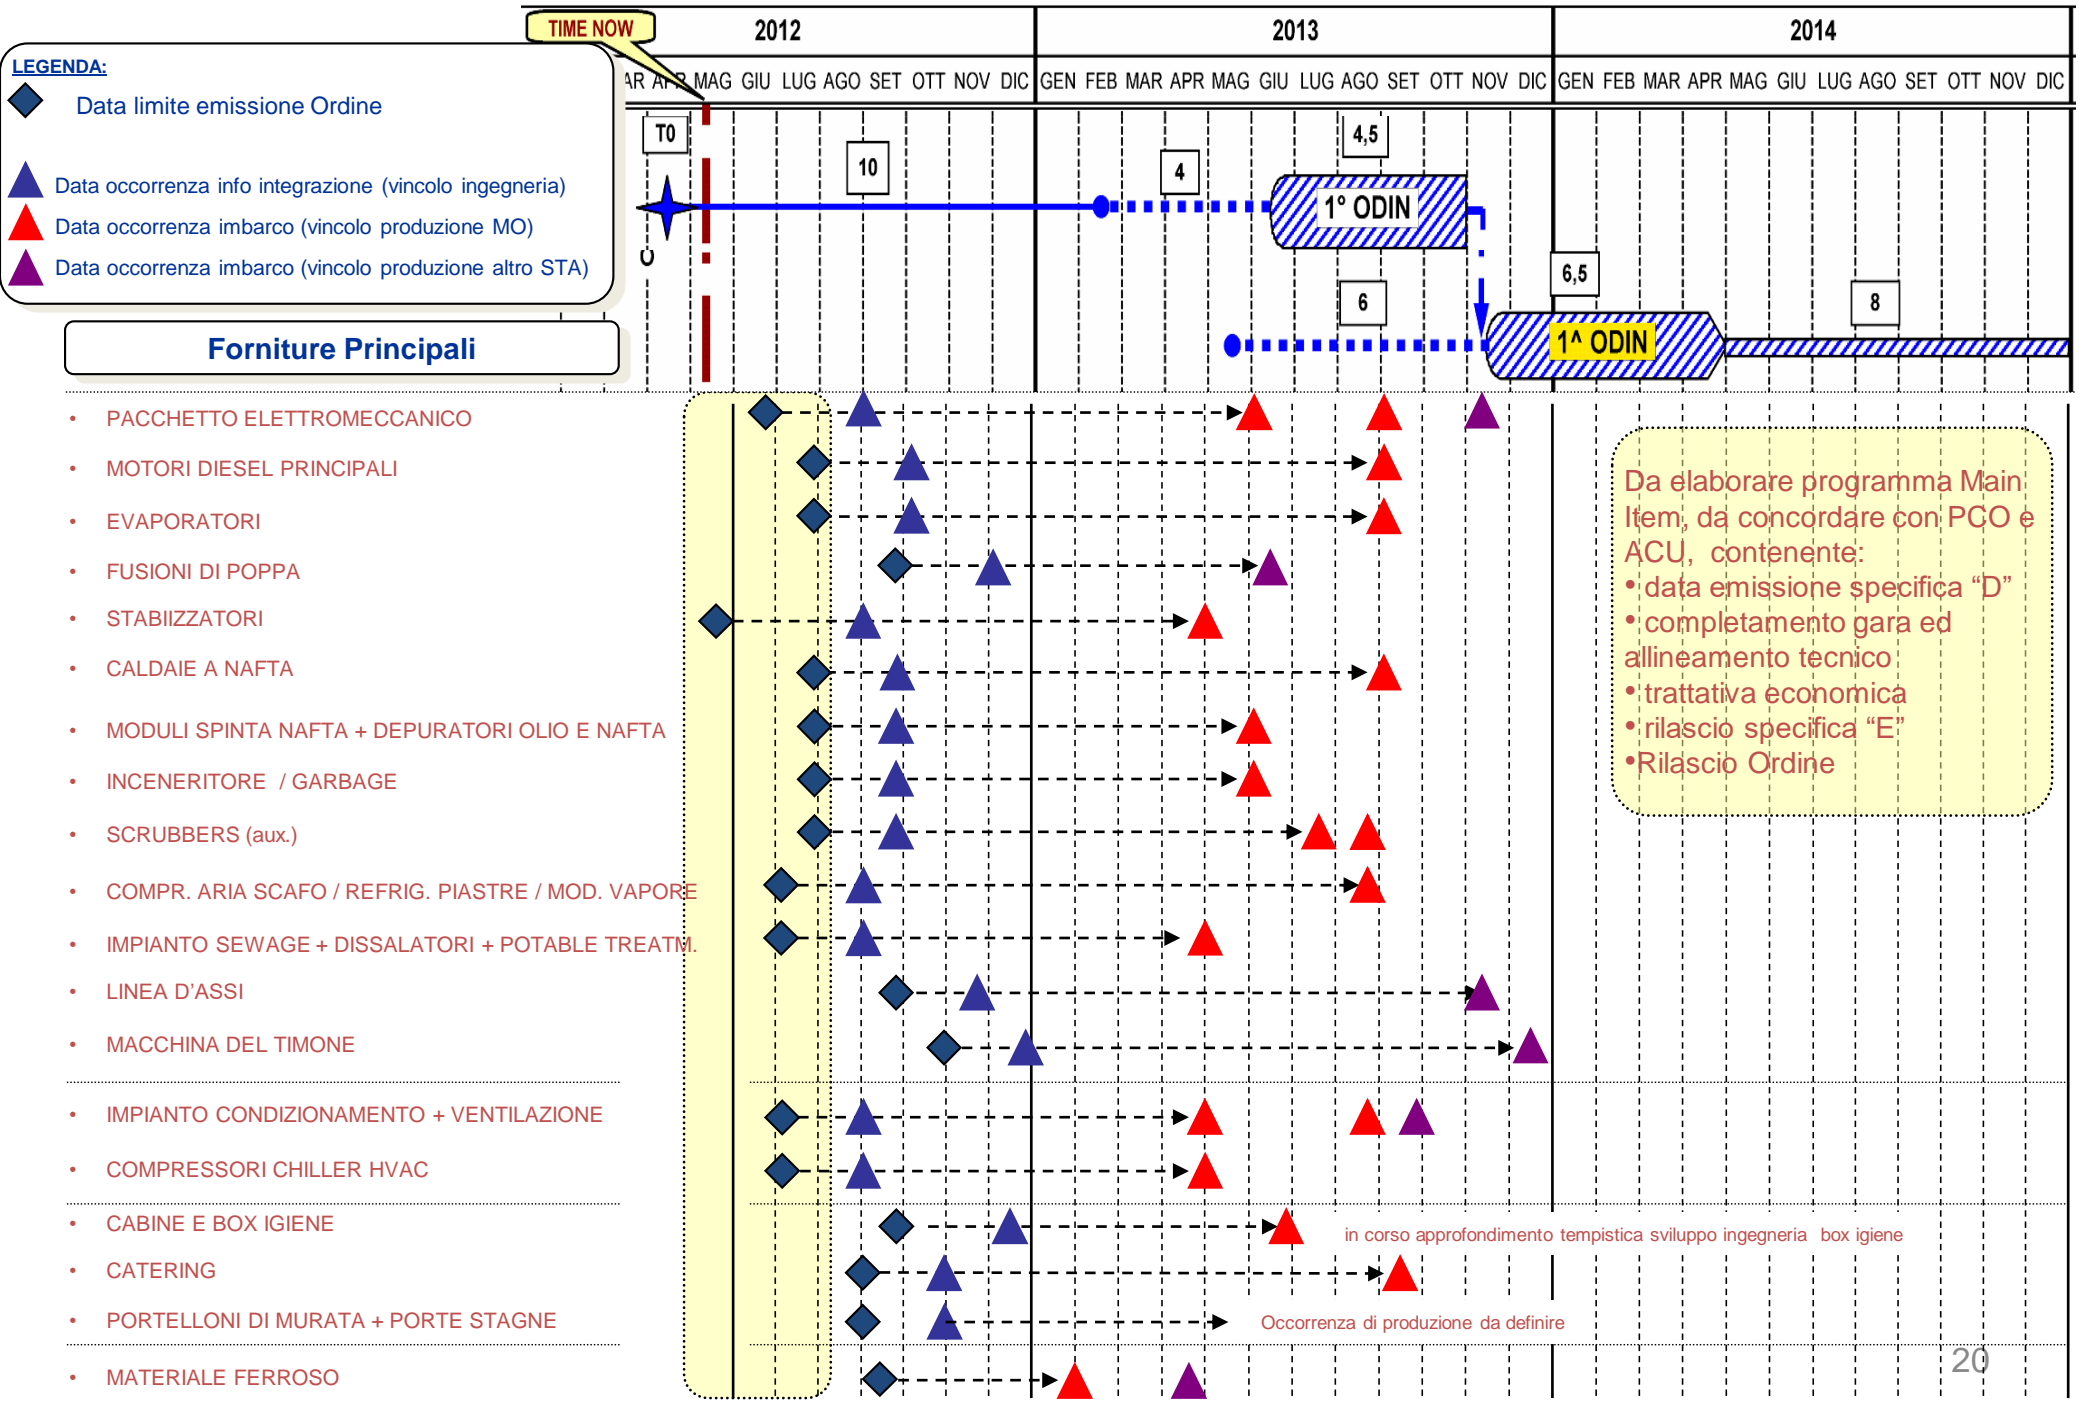 TIME NOW
2012 2013 2014
AR APR MAG GIU LUG AGO SET OTT NOV DIC GEN FEB MAR APR MAG GIU LUG AGO SET OTT NOV DIC GEN FEB MAR APR MAG GIU LUG AGO SET OTT NOV DIC
LEGENDA:
Data limite emissione Ordine
Data occorrenza info integrazione (vincolo ingegneria)
Data occorrenza imbarco (vincolo produzione MO)
Data occorrenza imbarco (vincolo produzione altro STA)
T0
10
4
4,5
1° ODIN
C
6
6,5
8
1^ ODIN
Forniture Principali
• PACCHETTO ELETTROMECCANICO
• MOTORI DIESEL PRINCIPALI
• EVAPORATORI
• FUSIONI DI POPPA
• STABIIZZATORI
• CALDAIE A NAFTA
• MODULI SPINTA NAFTA + DEPURATORI OLIO E NAFTA
• INCENERITORE / GARBAGE
• SCRUBBERS (aux.)
• COMPR. ARIA SCAFO / REFRIG. PIASTRE / MOD. VAPORE
• IMPIANTO SEWAGE + DISSALATORI + POTABLE TREATM.
• LINEA D’ASSI
• MACCHINA DEL TIMONE
• IMPIANTO CONDIZIONAMENTO + VENTILAZIONE
• COMPRESSORI CHILLER HVAC
• CABINE E BOX IGIENE
in corso approfondimento tempistica sviluppo ingegneria box igiene
• CATERING
• PORTELLONI DI MURATA + PORTE STAGNE
Occorrenza di produzione da definire
• MATERIALE FERROSO
Da elaborare programma Main
Item, da concordare con PCO e
ACU, contenente:
• data emissione specifica “D”
• completamento gara ed
allineamento tecnico
• trattativa economica
• rilascio specifica “E”
•Rilascio Ordine
20